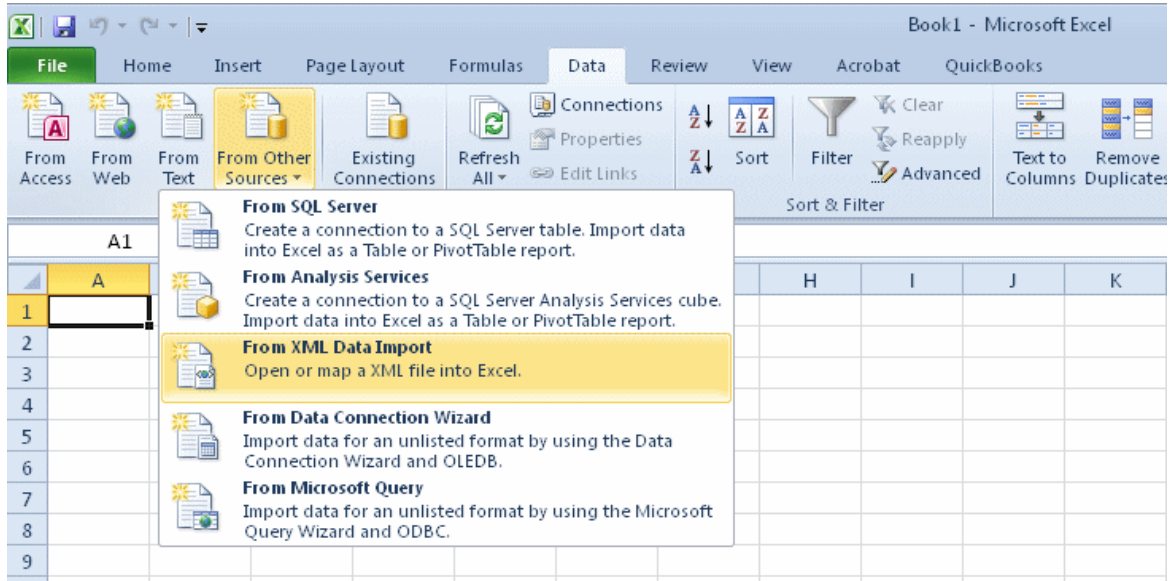 Book1 - Microsoft Excel
File Home Insert Page Layout Formulas Data Review View Acrobat QuickBooks
From Access
From Web
From Text
From Other Sources
Existing Connections
Refresh All
Connections
Properties
Edit Links
A Z
Z A
A Z Z A
Sort
Filter
Clear
Reapply
Advanced
Text to Columns
Remove Duplicates
Sort & Filter
From SQL Server
Create a connection to a SQL Server table. Import data
into Excel as a Table or PivotTable report.
From Analysis Services
Create a connection to a SQL Server Analysis Services cube.
Import data into Excel as a Table or PivotTable report.
From XML Data Import
Open or map a XML file into Excel.
From Data Connection Wizard
Import data for an unlisted format by using the Data
Connection Wizard and OLEDB.
From Microsoft Query
Import data for an unlisted format by using the Microsoft
Query Wizard and ODBC.
A1
A H I J K
1
2
3
4
5
6
7
8
9